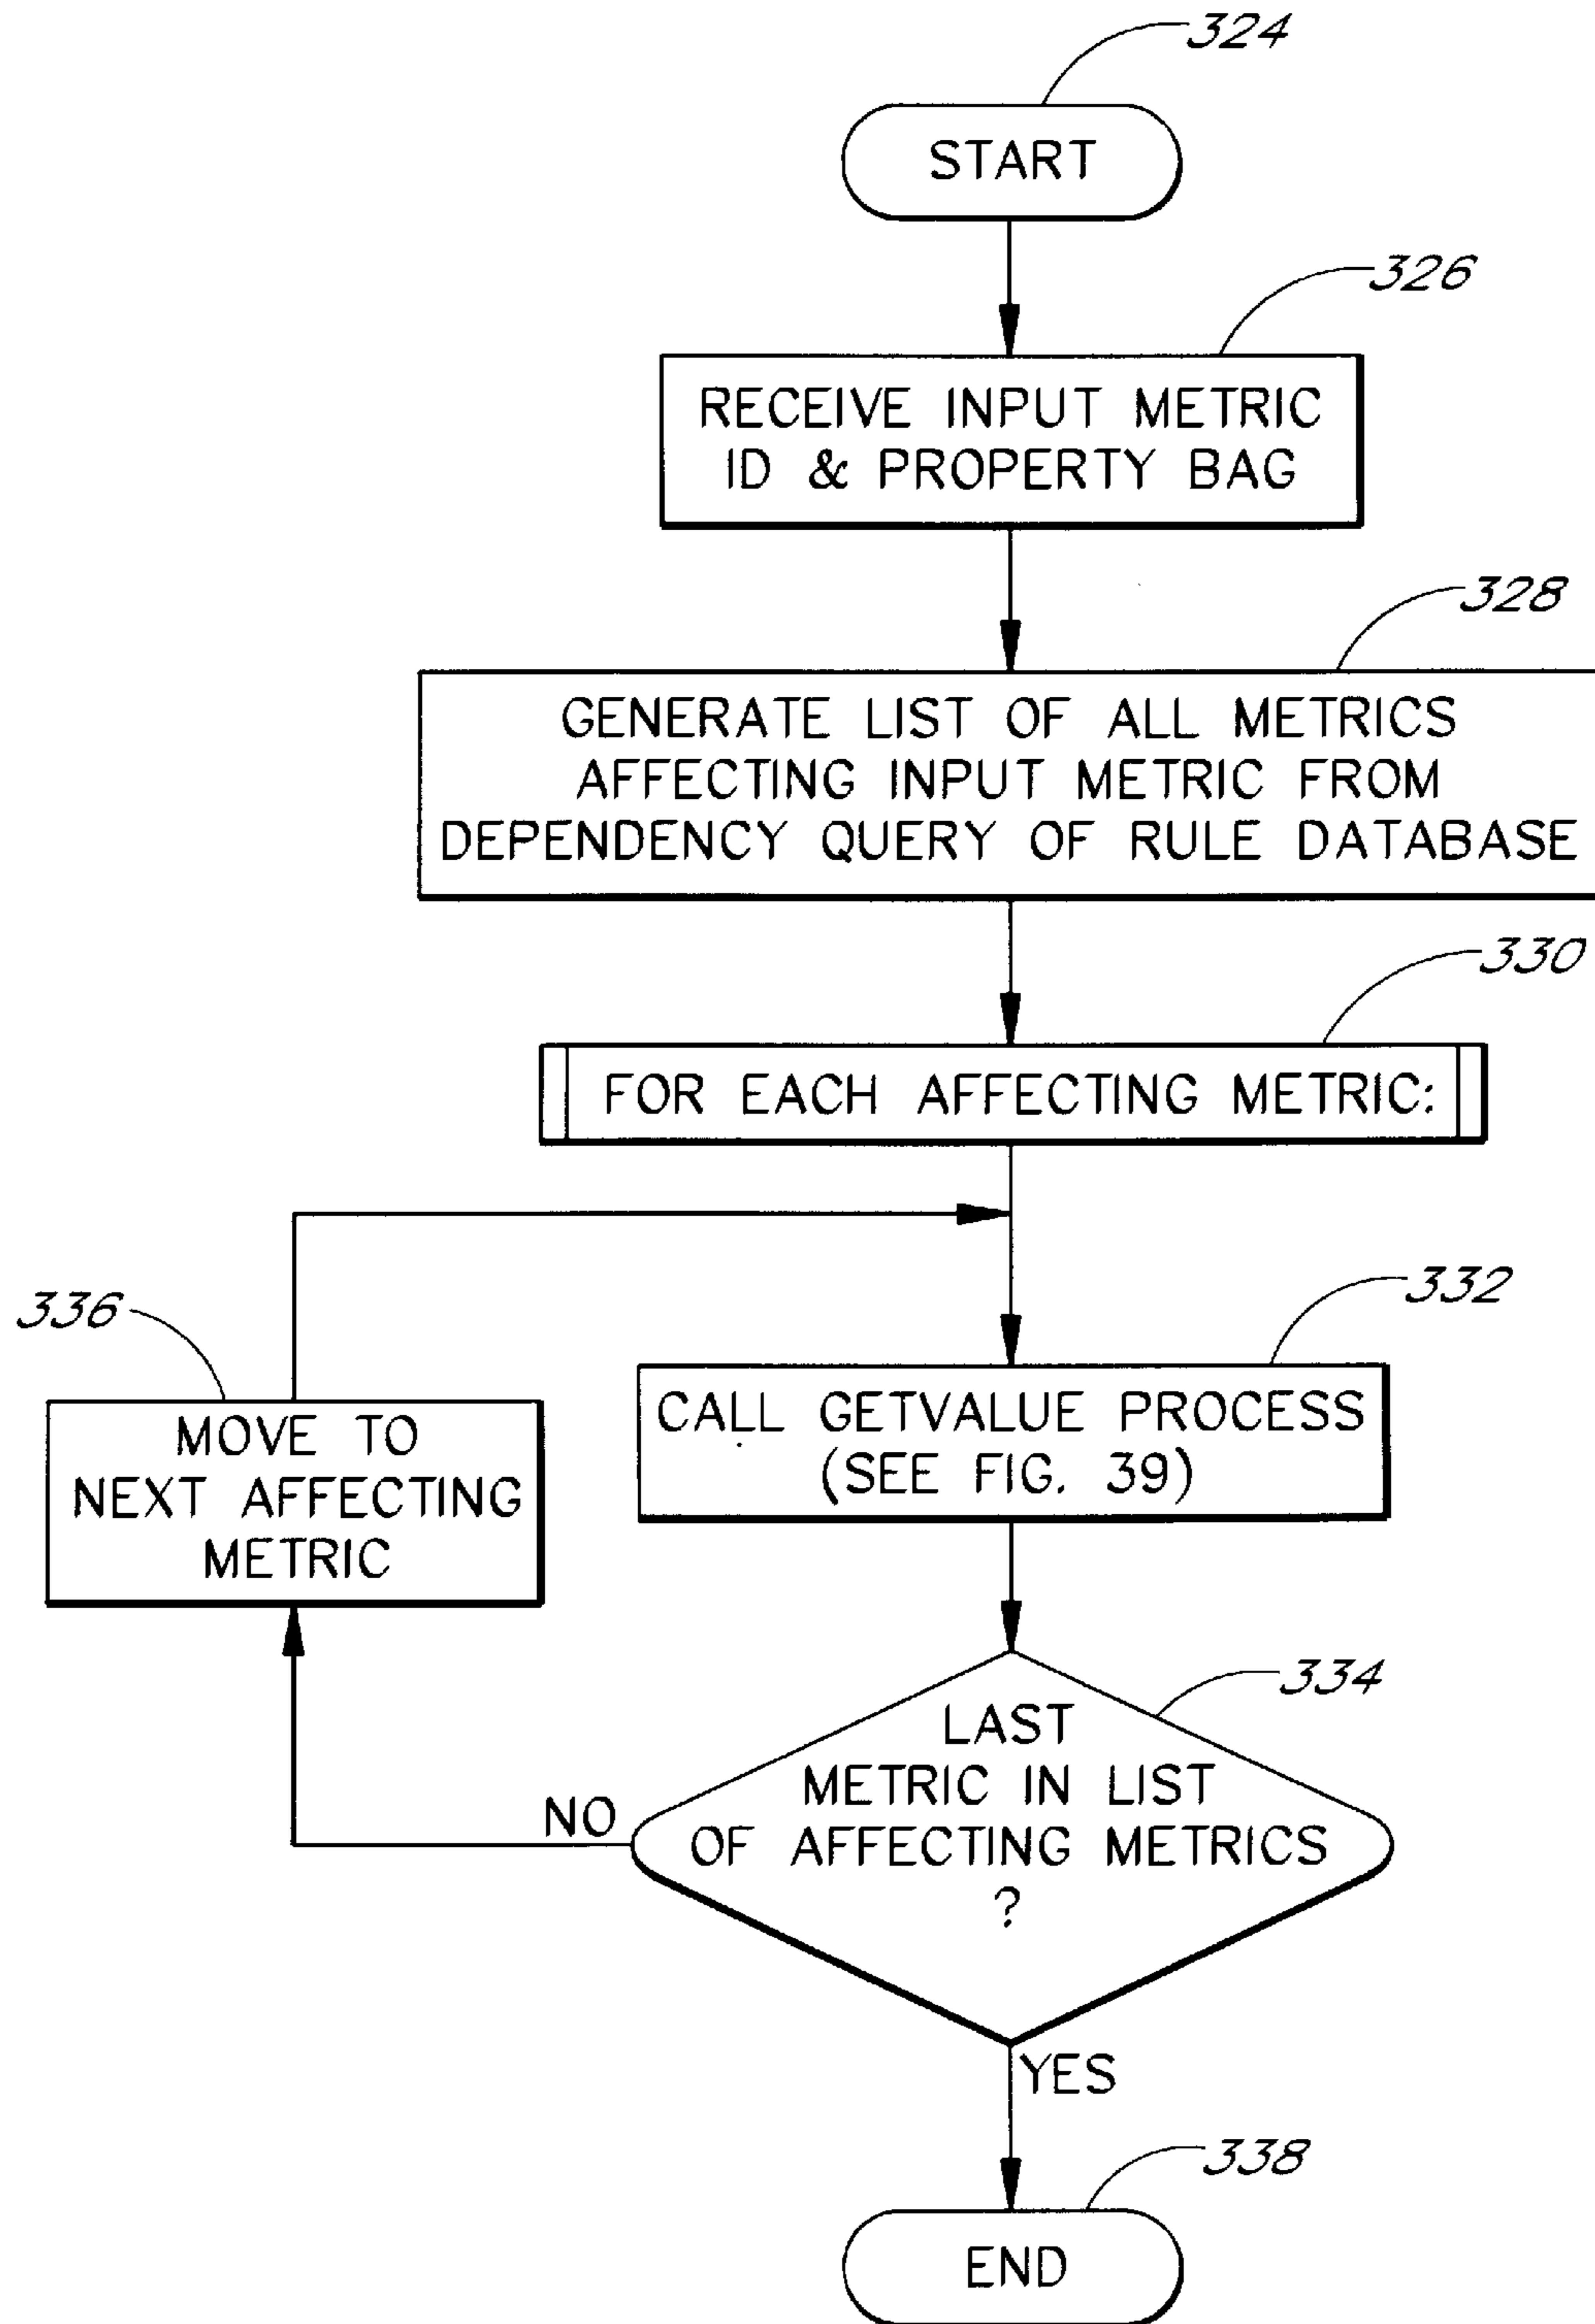 324
START
326
RECEIVE INPUT METRIC
ID & PROPERTY BAG
328
GENERATE LIST OF ALL METRICS
AFFECTING INPUT METRIC FROM
DEPENDENCY QUERY OF RULE DATABASE
330
FOR EACH AFFECTING METRIC:
332
CALL GETVALUE PROCESS
(SEE FIG. 39)
336
MOVE TO
NEXT AFFECTING
METRIC
334
LAST
METRIC IN LIST
OF AFFECTING METRICS
?
NO
YES
338
END